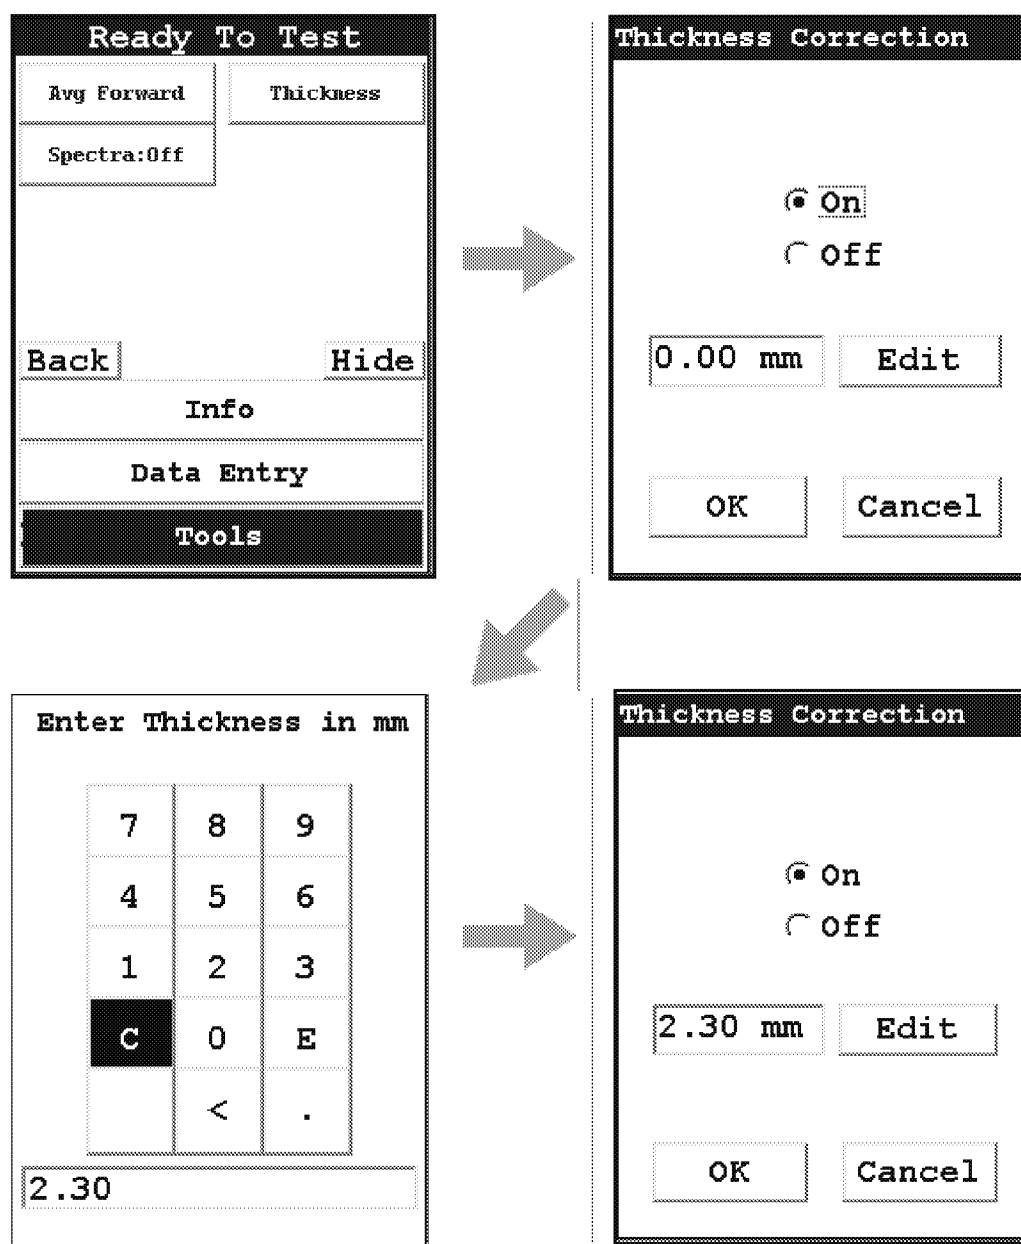 Ready To Test
Avg Forward
Thickness
Spectra:Off
Back
Hide
Info
Data Entry
Tools
Thickness Correction
On
Off
0.00 mm
Edit
OK
Cancel
Enter Thickness in mm
7 8 9
4 5 6
1 2 3
C 0 E
< .
2.30
Thickness Correction
On
Off
2.30 mm
Edit
OK
Cancel